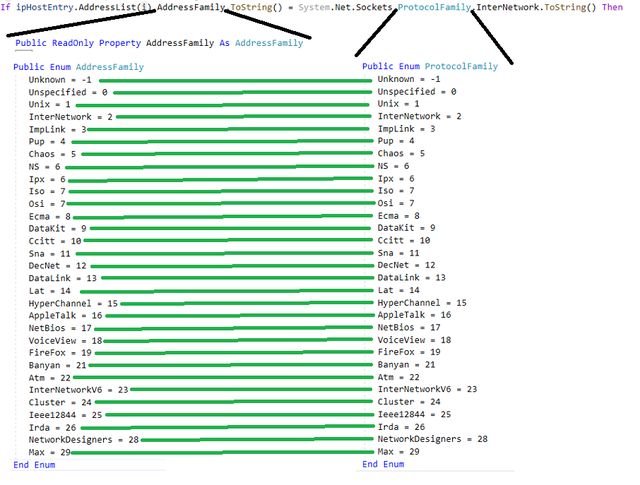 If ipHostEntry.AddressList(i).AddressFamily.ToString() = System.Net.Sockets.ProtocolFamily.InterNetwork.ToString() Then
Public ReadOnly Property AddressFamily As AddressFamily
Public Enum AddressFamily
Unknown = -1
Unspecified = 0
Unix = 1
InterNetwork = 2
ImpLink = 3
Pup = 4
Chaos = 5
NS = 6
Ipx = 6
Iso = 7
Osi = 7
Ecma = 8
DataKit = 9
Ccitt = 10
Sna = 11
DecNet = 12
DataLink = 13
Lat = 14
HyperChannel = 15
AppleTalk = 16
NetBios = 17
VoiceView = 18
FireFox = 19
Banyan = 21
Atm = 22
InterNetworkV6 = 23
Cluster = 24
Ieee12844 = 25
Irda = 26
NetworkDesigners = 28
Max = 29
End Enum
Public Enum ProtocolFamily
Unknown = -1
Unspecified = 0
Unix = 1
InterNetwork = 2
ImpLink = 3
Pup = 4
Chaos = 5
NS = 6
Ipx = 6
Iso = 7
Osi = 7
Ecma = 8
DataKit = 9
Ccitt = 10
Sna = 11
DecNet = 12
DataLink = 13
Lat = 14
HyperChannel = 15
AppleTalk = 16
NetBios = 17
VoiceView = 18
FireFox = 19
Banyan = 21
Atm = 22
InterNetworkV6 = 23
Cluster = 24
Ieee12844 = 25
Irda = 26
NetworkDesigners = 28
Max = 29
End Enum